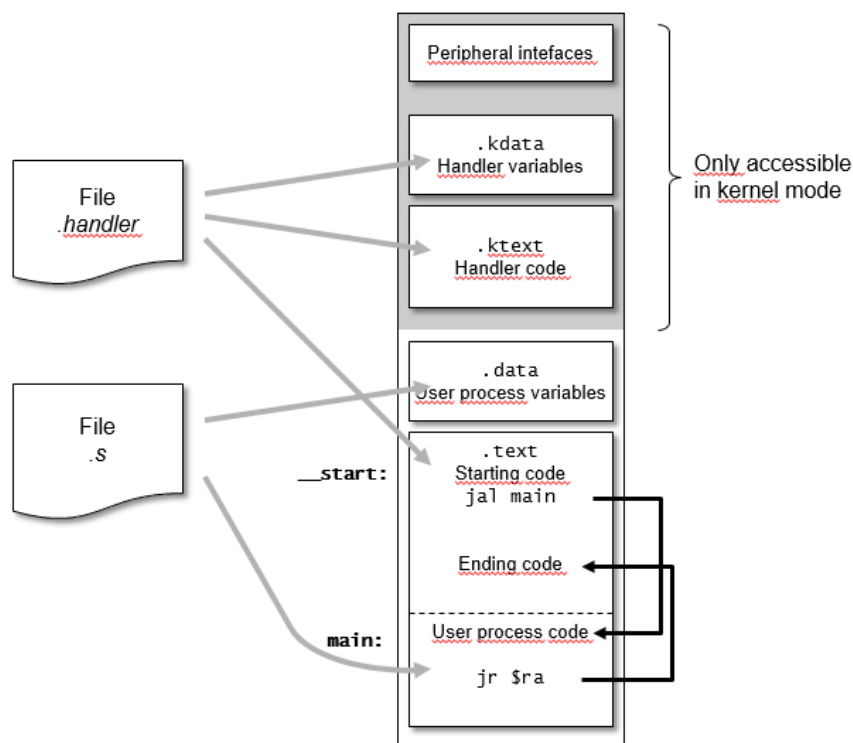 Peripheral intefaces
.kdata
Handler variables
Only accessible
in kernel mode
File
.handler
.ktext
Handler code
.data
User process variables
File
.s
.text
__start:
Starting code
jal main
Ending code
main:
User process code
jr $ra